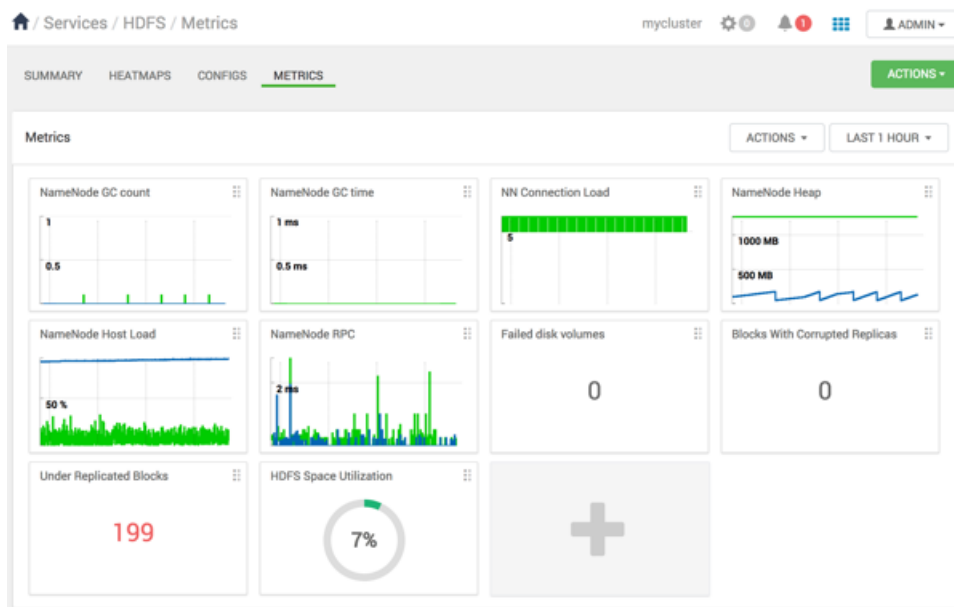 / Services / HDFS / Metrics
mycluster 0 1 ADMIN
SUMMARY HEATMAPS CONFIGS METRICS
ACTIONS
Metrics
ACTIONS LAST 1 HOUR
NameNode GC count
1
0.5
NameNode GC time
1 ms
0.5 ms
NN Connection Load
5
NameNode Heap
1000 MB
500 MB
NameNode Host Load
50 %
NameNode RPC
2 ms
Failed disk volumes
0
Blocks With Corrupted Replicas
0
Under Replicated Blocks
199
HDFS Space Utilization
7%